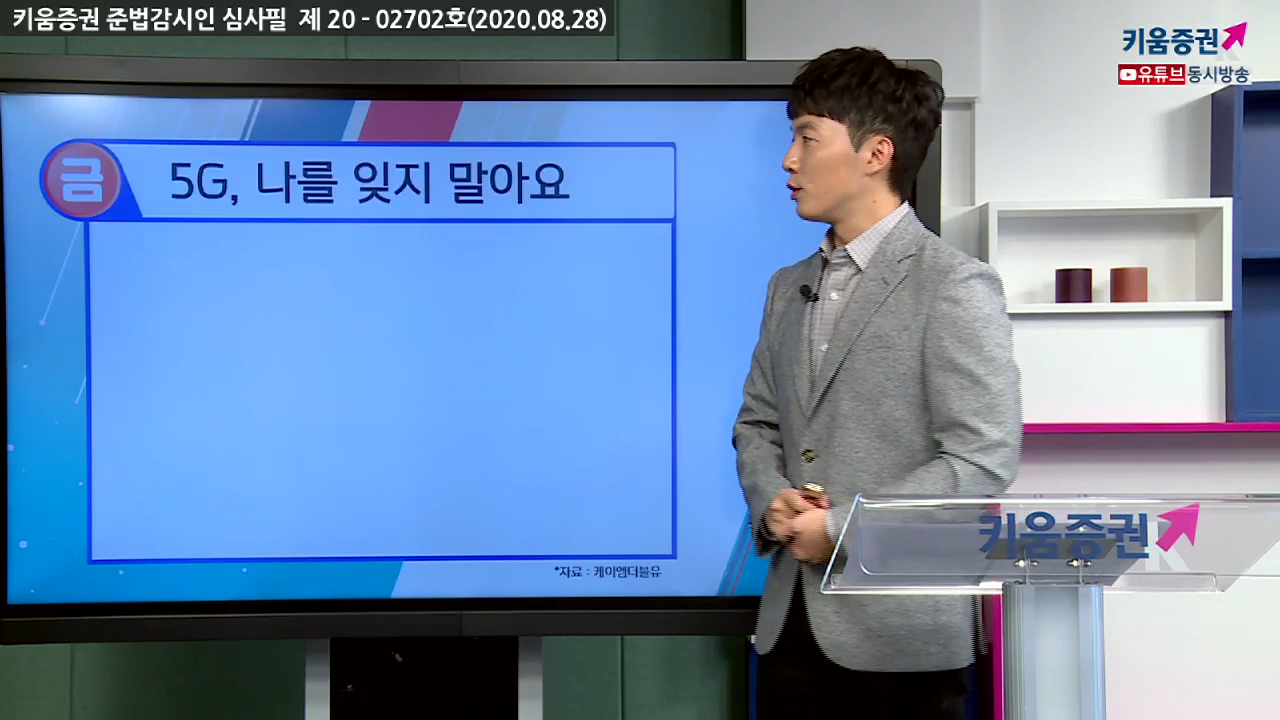 키움증권 준법감시인 심사필 제 20 - 02702호(2020.08.28)
키움증권
유튜브동시방송
금
5G, 나를 잊지 말아요
*자료 : 케이엠더블유
키움증권
K